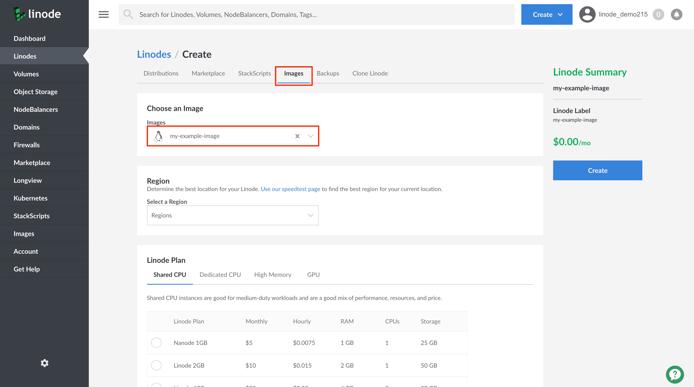 linode
Search for Linodes, Volumes, NodeBalancers, Domains, Tags...
Create
linode_demo215
0
Dashboard
Linodes
Volumes
Object Storage
NodeBalancers
Domains
Firewalls
Marketplace
Longview
Kubernetes
StackScripts
Images
Account
Get Help
Linodes / Create
Distributions Marketplace StackScripts Images Backups Clone Linode
Choose an Image
Images
my-example-image
Region
Determine the best location for your Linode. Use our speedtest page to find the best region for your current location.
Select a Region
Regions
Linode Plan
Shared CPU Dedicated CPU High Memory GPU
Shared CPU instances are good for medium-duty workloads and are a good mix of performance, resources, and price.
Linode Plan Monthly Hourly RAM CPUs Storage
Nanode 1GB $5 $0.0075 1 GB 1 25 GB
Linode 2GB $10 $0.015 2 GB 1 50 GB
Linode Summary
my-example-image
Linode Label
my-example-image
$0.00/mo
Create